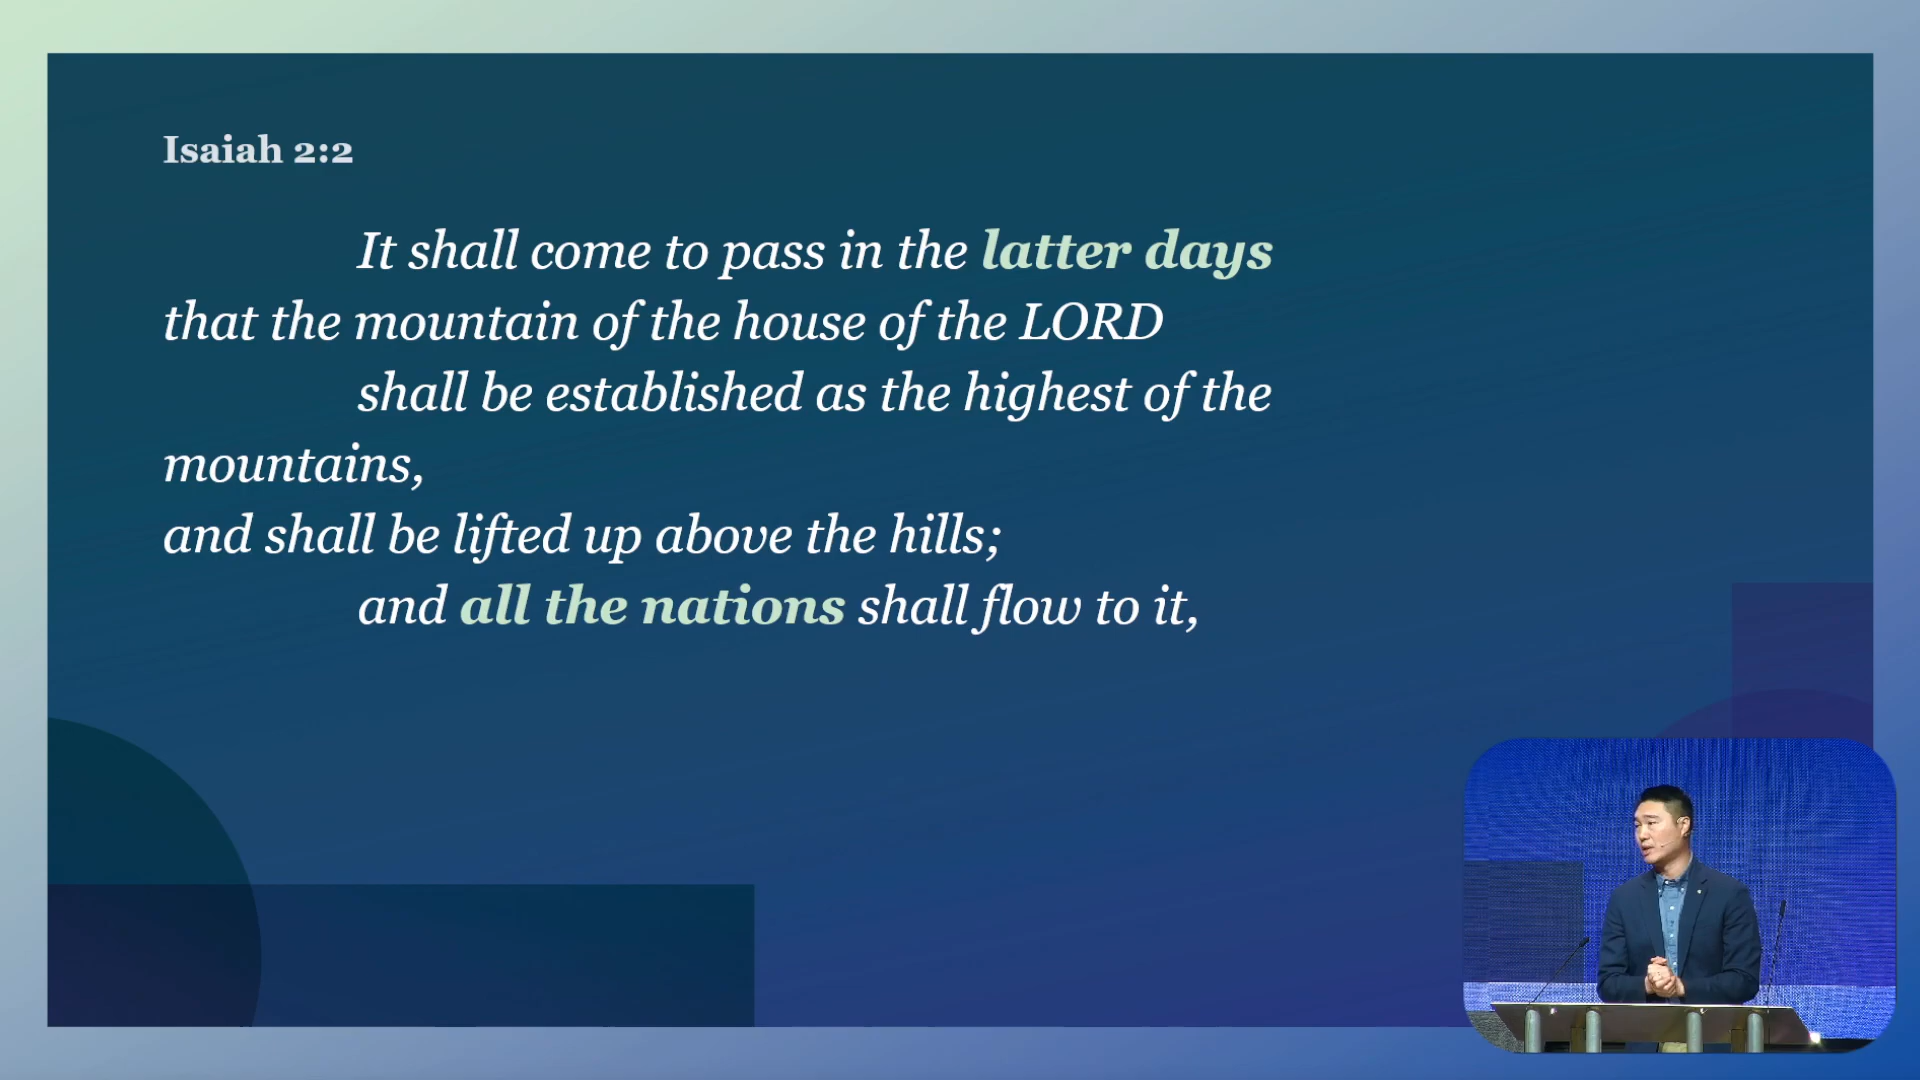 Isaiah 2:2
It shall come to pass in the latter days
that the mountain of the house of the LORD
shall be established as the highest of the
mountains,
and shall be lifted up above the hills;
and all the nations shall flow to it,